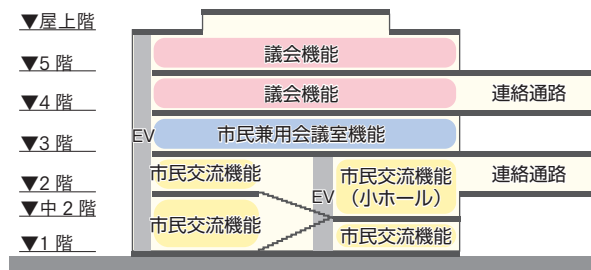 ▼屋上階
▼5 階
議会機能
▼4 階
議会機能
連絡通路
EV
▼3 階
市民兼用会議室機能
▼2 階
市民交流機能
EV
市民交流機能
（小ホール）
連絡通路
▼中 2 階
市民交流機能
▼1 階
市民交流機能